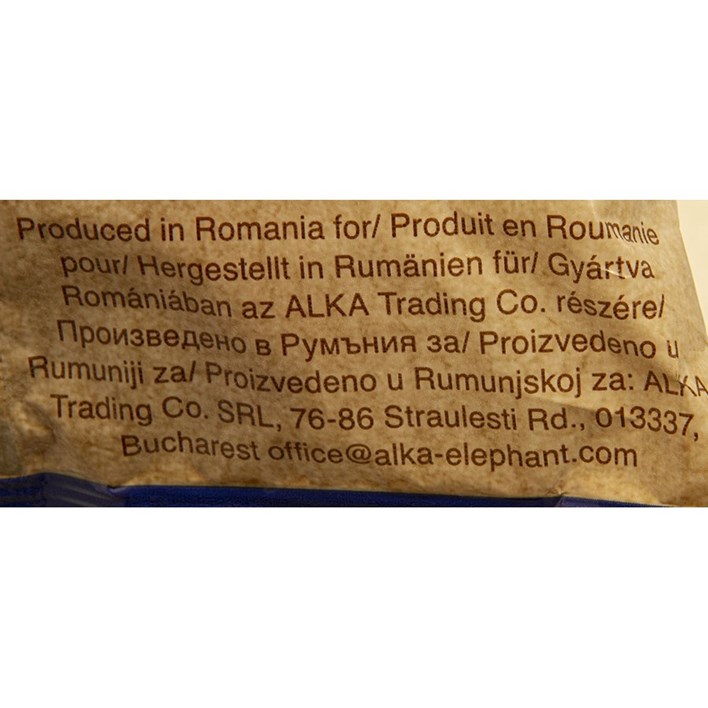 Produced in Romania for/ Produit en Roumanie
pour/ Hergestellt in Rumänien für/ Gyártva
Romániában az ALKA Trading Co. részére/
Произведено в Румъния за/ Proizvedeno u
Rumuniji za/ Proizvedeno u Rumunjskoj za: ALKA
Trading Co. SRL, 76-86 Straulesti Rd., 013337,
Bucharest office@alka-elephant.com